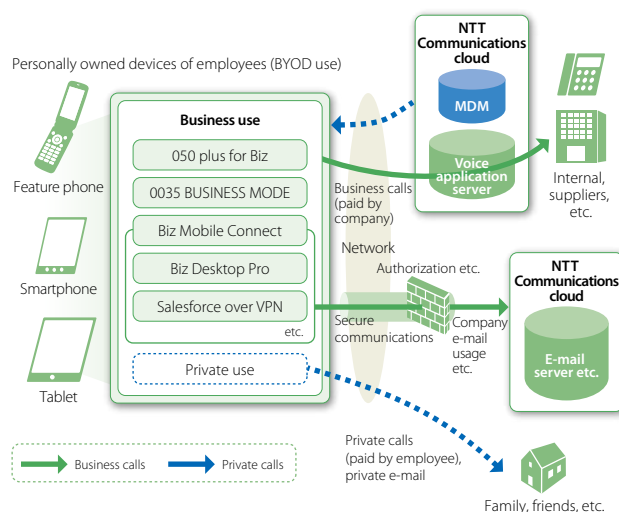 Personally owned devices of employees (BYOD use)
Feature phone
Smartphone
Tablet
Business use
050 plus for Biz
0035 BUSINESS MODE
Biz Mobile Connect
Biz Desktop Pro
Salesforce over VPN
etc.
Private use
NTT
Communications
cloud
MDM
Voice
application
server
Business calls
(paid by
company)
Internal,
suppliers,
etc.
Network
Authorization etc.
Secure
communications
Company
e-mail
usage
etc.
NTT
Communications
cloud
E-mail
server etc.
Private calls
(paid by employee),
private e-mail
Family, friends, etc.
Business calls
Private calls